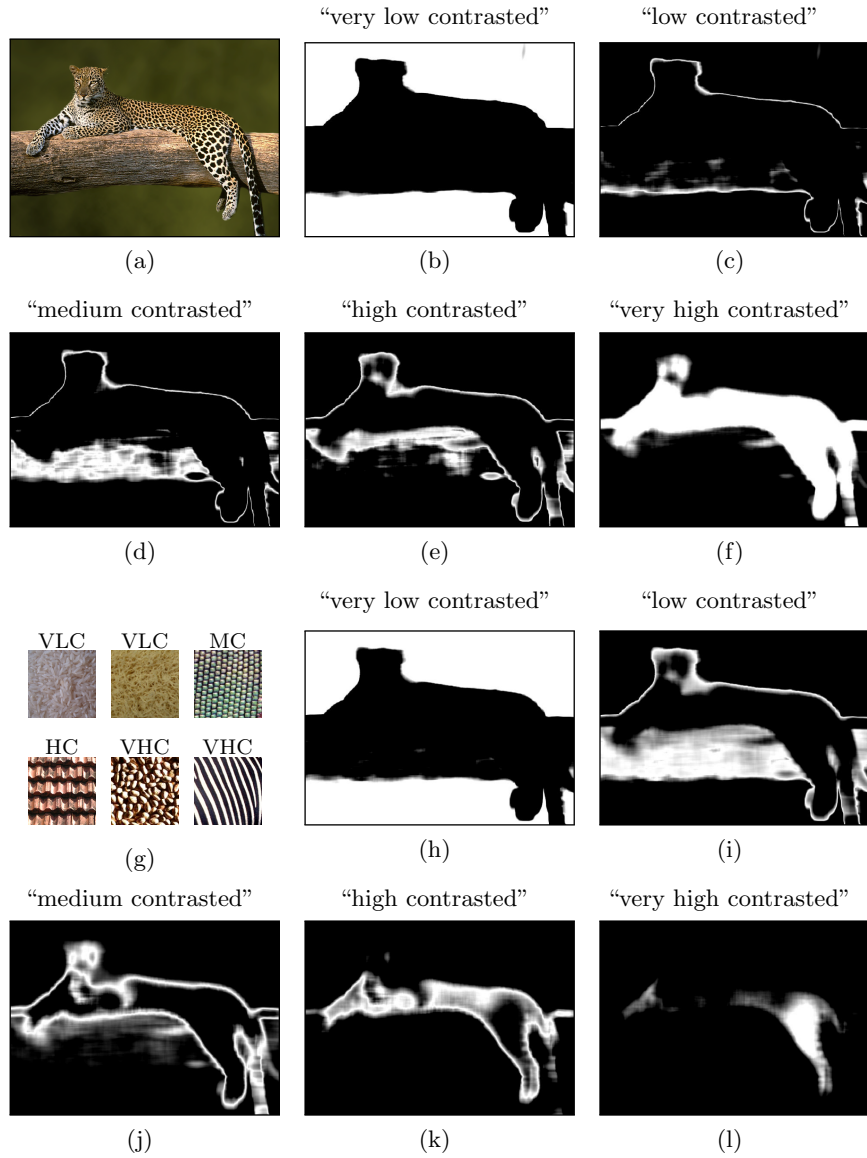 “very low contrasted”
“low contrasted”
(a)
(b)
(c)
“medium contrasted”
“high contrasted”
“very high contrasted”
(d)
(e)
(f)
“very low contrasted”
“low contrasted”
VLC
VLC
MC
HC
VHC
VHC
(g)
(h)
(i)
“medium contrasted”
“high contrasted”
“very high contrasted”
(j)
(k)
(l)